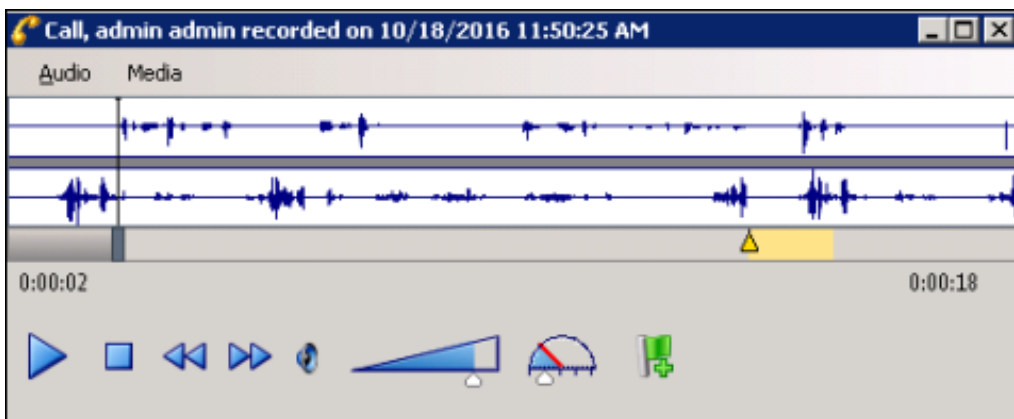 Call, admin admin recorded on 10/18/2016 11:50:25 AM
Audio Media
0:00:02 0:00:18